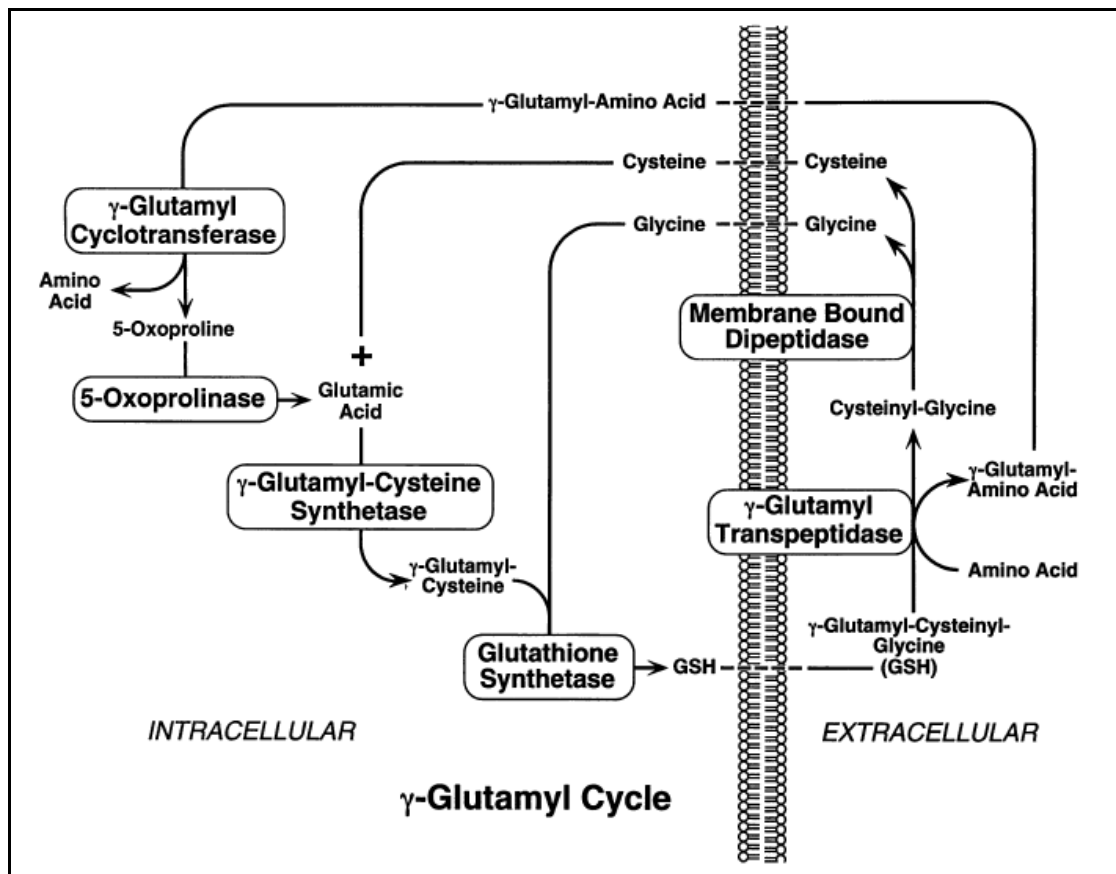 γ-Glutamyl-Amino Acid
Cysteine
Cysteine
γ-Glutamyl
Cyclotransferase
Glycine
Glycine
Amino
Acid
5-Oxoproline
Membrane Bound
Dipeptidase
+
5-Oxoprolinase
Glutamic
Acid
Cysteinyl-Glycine
γ-Glutamyl-Cysteine
Synthetase
γ-Glutamyl-
Amino Acid
γ-Glutamyl
Transpeptidase
γ-Glutamyl-
Cysteine
Amino Acid
γ-Glutamyl-Cysteinyl-
Glycine
(GSH)
Glutathione
Synthetase
GSH
INTRACELLULAR
EXTRACELLULAR
γ-Glutamyl Cycle